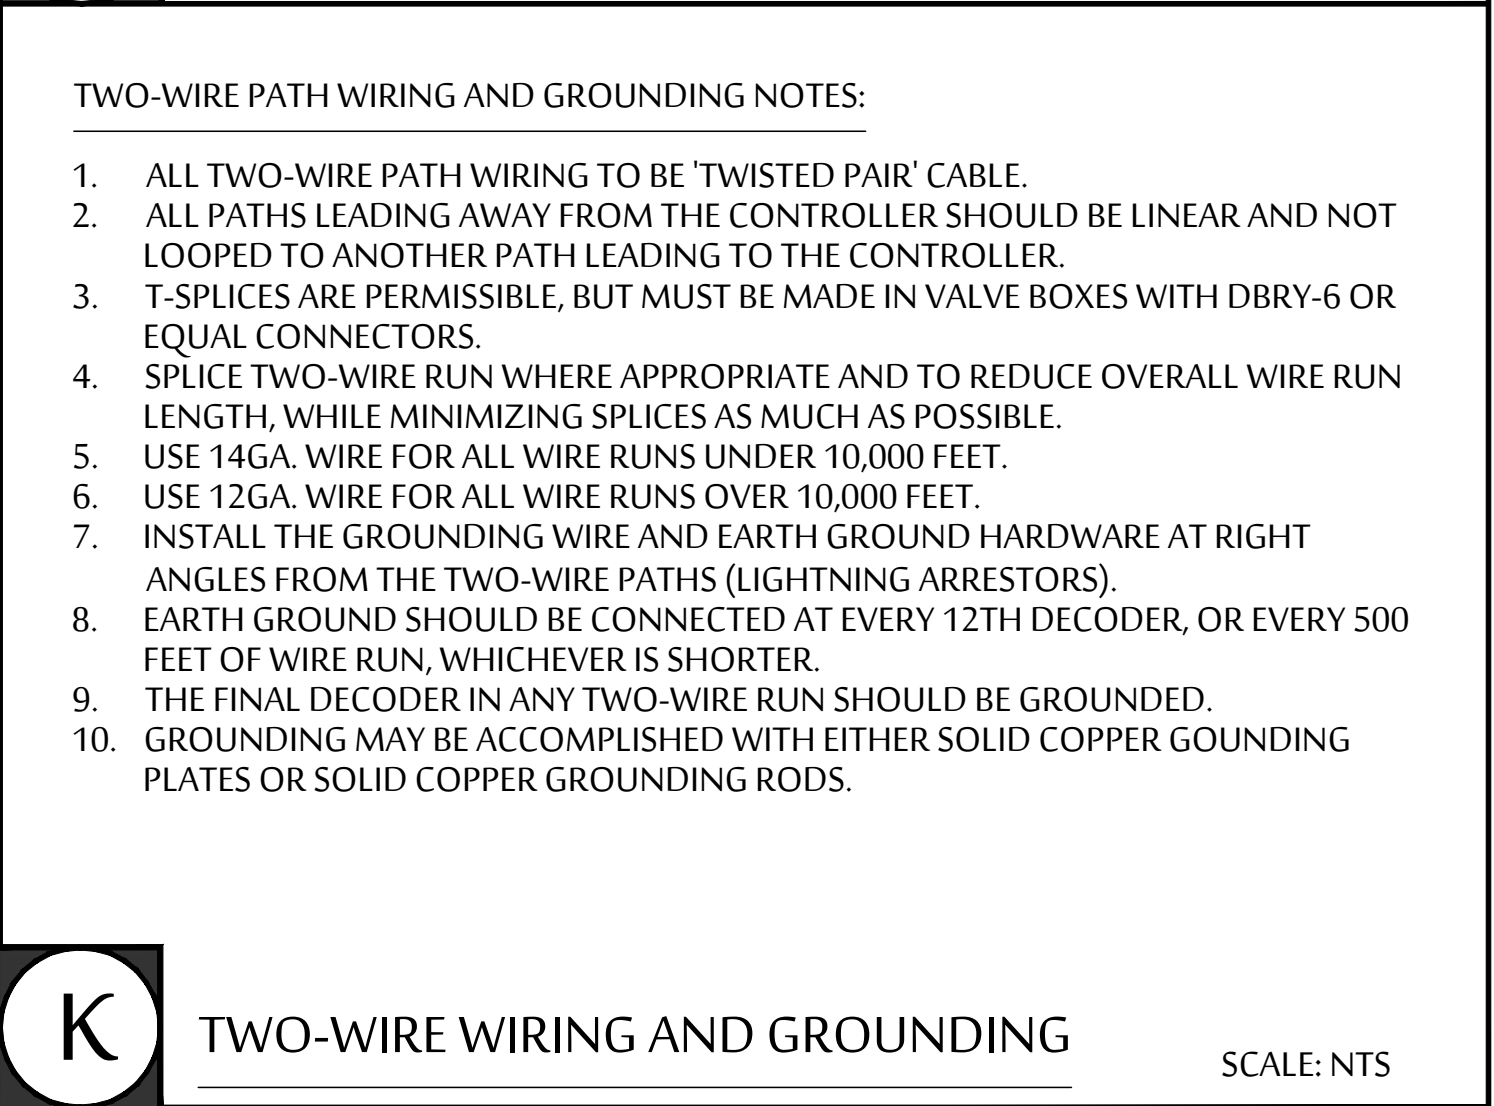 TWO-WIRE PATH WIRING AND GROUNDING NOTES:
1. ALL TWO-WIRE PATH WIRING TO BE 'TWISTED PAIR' CABLE.
2. ALL PATHS LEADING AWAY FROM THE CONTROLLER SHOULD BE LINEAR AND NOT
LOOPED TO ANOTHER PATH LEADING TO THE CONTROLLER.
3. T-SPLICES ARE PERMISSIBLE, BUT MUST BE MADE IN VALVE BOXES WITH DBRY-6 OR
EQUAL CONNECTORS.
4. SPLICE TWO-WIRE RUN WHERE APPROPRIATE AND TO REDUCE OVERALL WIRE RUN
LENGTH, WHILE MINIMIZING SPLICES AS MUCH AS POSSIBLE.
5. USE 14GA. WIRE FOR ALL WIRE RUNS UNDER 10,000 FEET.
6. USE 12GA. WIRE FOR ALL WIRE RUNS OVER 10,000 FEET.
7. INSTALL THE GROUNDING WIRE AND EARTH GROUND HARDWARE AT RIGHT
ANGLES FROM THE TWO-WIRE PATHS (LIGHTNING ARRESTORS).
8. EARTH GROUND SHOULD BE CONNECTED AT EVERY 12TH DECODER, OR EVERY 500
FEET OF WIRE RUN, WHICHEVER IS SHORTER.
9. THE FINAL DECODER IN ANY TWO-WIRE RUN SHOULD BE GROUNDED.
10. GROUNDING MAY BE ACCOMPLISHED WITH EITHER SOLID COPPER GOUNDING
PLATES OR SOLID COPPER GROUNDING RODS.
K
TWO-WIRE WIRING AND GROUNDING
SCALE: NTS